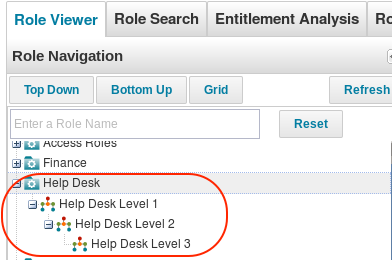 Role Viewer Role Search Entitlement Analysis
Role Navigation
Top Down Bottom Up Grid Refresh
Enter a Role Name Reset
Access Roles
Finance
Help Desk
Help Desk Level 1
Help Desk Level 2
Help Desk Level 3